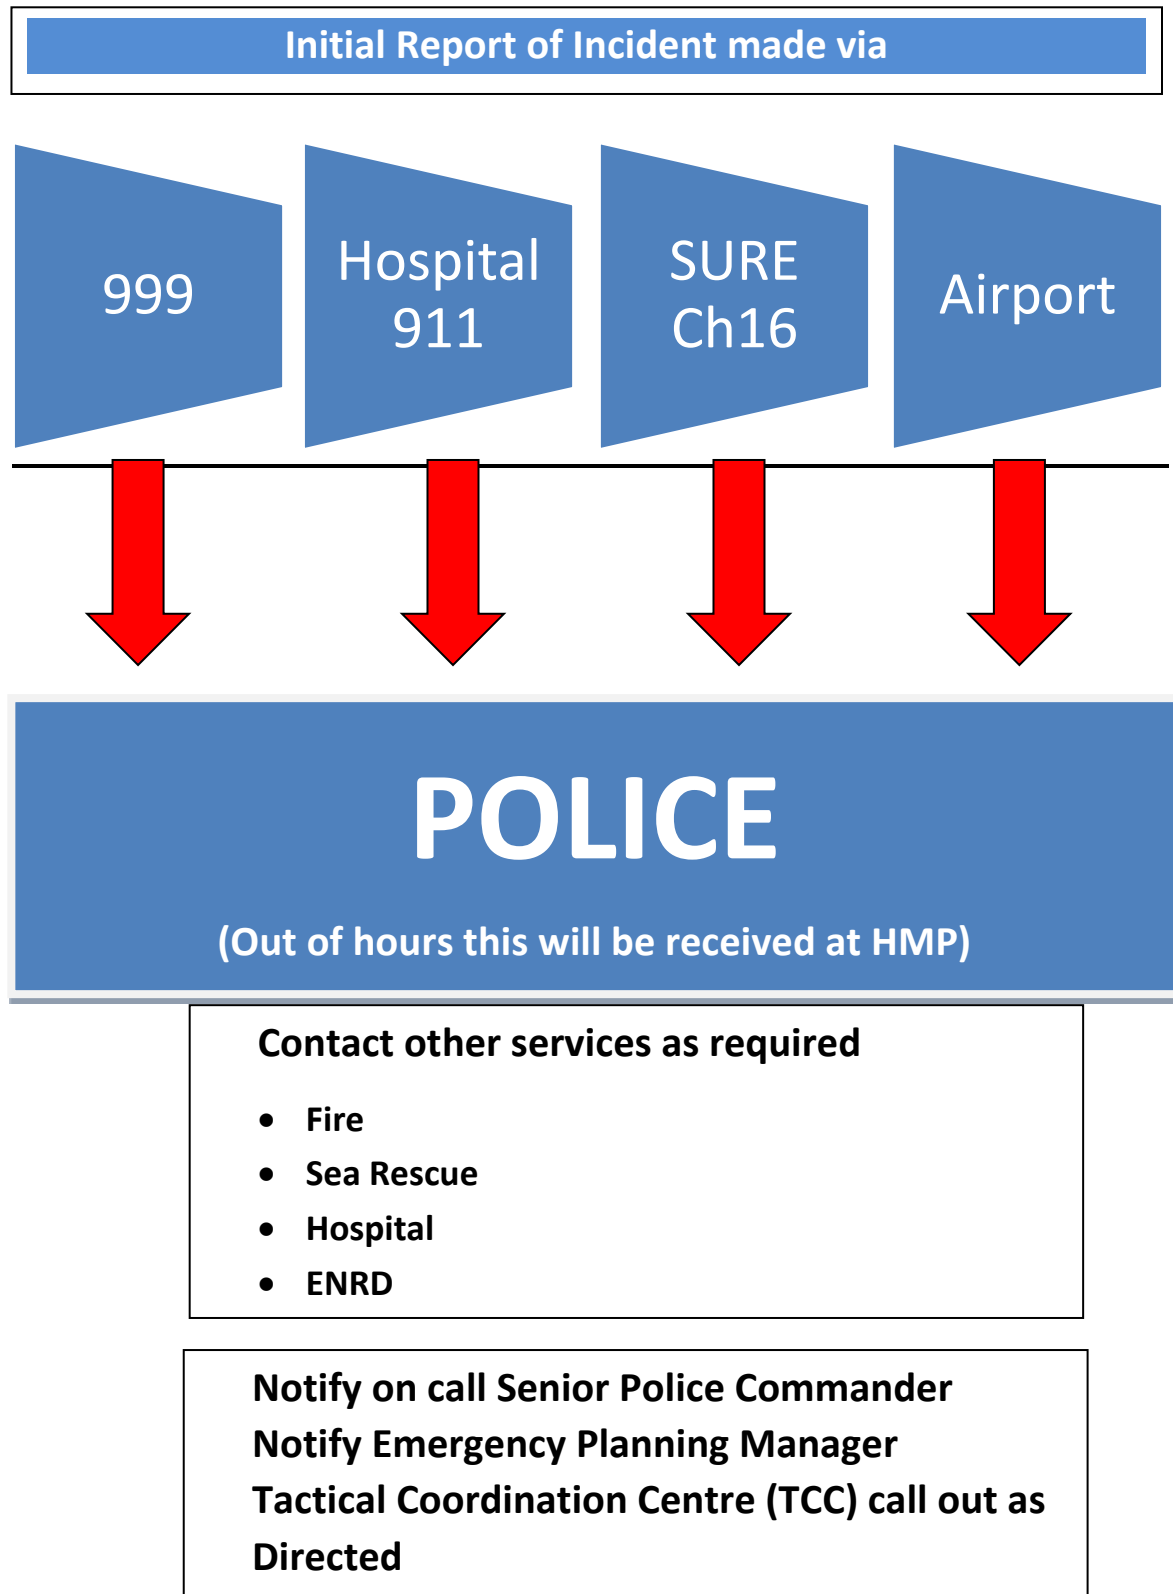 Initial Report of Incident made via
999
Hospital
911
SURE
Ch16
Airport
POLICE
(Out of hours this will be received at HMP)
Contact other services as required
• Fire
• Sea Rescue
• Hospital
• ENRD
Notify on call Senior Police Commander
Notify Emergency Planning Manager
Tactical Coordination Centre (TCC) call out as
Directed